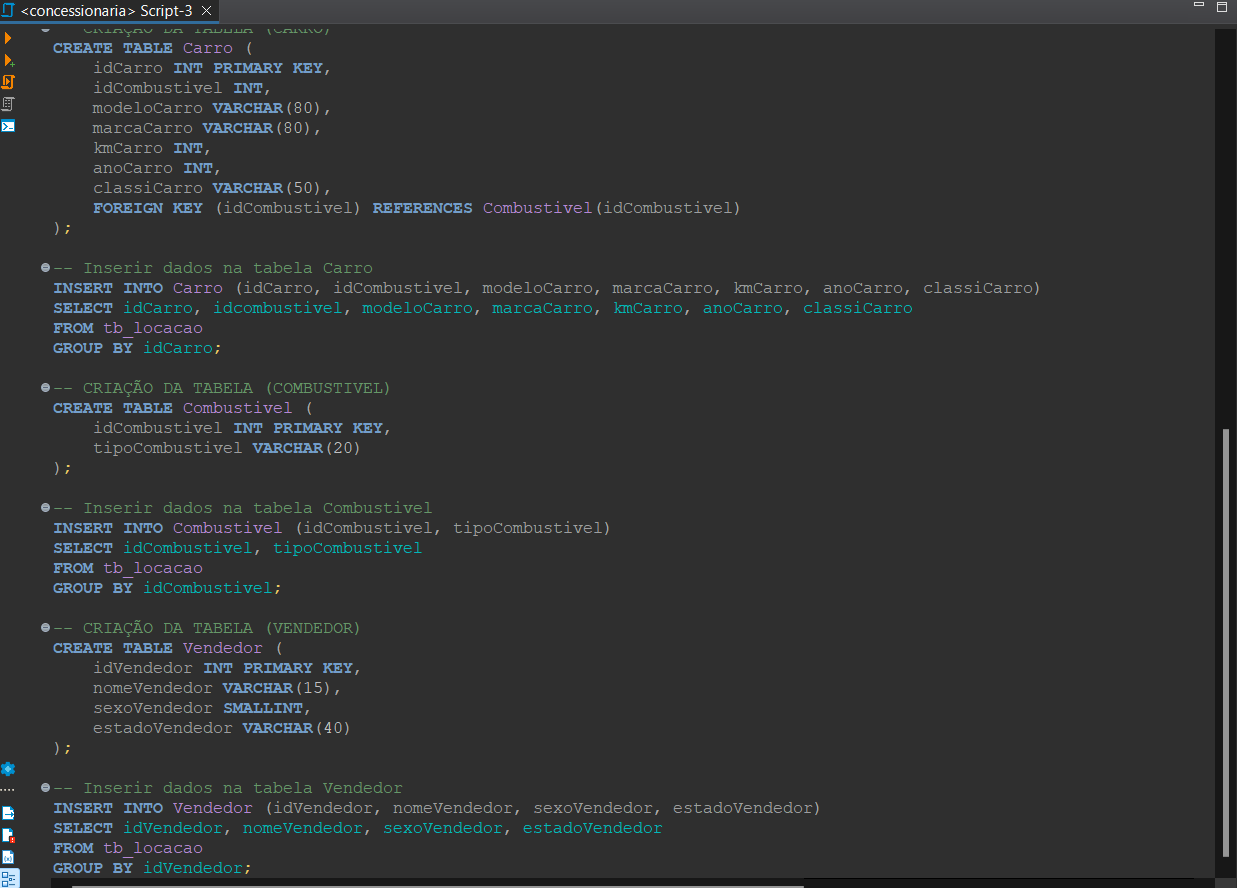 <concessionaria> Script-3
-- CRIAÇÃO DA TABELA (CARRO)
CREATE TABLE Carro (
    idCarro INT PRIMARY KEY,
    idCombustivel INT,
    modeloCarro VARCHAR(80),
    marcaCarro VARCHAR(80),
    kmCarro INT,
    anoCarro INT,
    classiCarro VARCHAR(50),
    FOREIGN KEY (idCombustivel) REFERENCES Combustivel(idCombustivel)
);
-- Inserir dados na tabela Carro
INSERT INTO Carro (idCarro, idCombustivel, modeloCarro, marcaCarro, kmCarro, anoCarro, classiCarro)
SELECT idCarro, idcombustivel, modeloCarro, marcaCarro, kmCarro, anoCarro, classiCarro
FROM tb_locacao
GROUP BY idCarro;
-- CRIAÇÃO DA TABELA (COMBUSTIVEL)
CREATE TABLE Combustivel (
    idCombustivel INT PRIMARY KEY,
    tipoCombustivel VARCHAR(20)
);
-- Inserir dados na tabela Combustivel
INSERT INTO Combustivel (idCombustivel, tipoCombustivel)
SELECT idCombustivel, tipoCombustivel
FROM tb_locacao
GROUP BY idCombustivel;
-- CRIAÇÃO DA TABELA (VENDEDOR)
CREATE TABLE Vendedor (
    idVendedor INT PRIMARY KEY,
    nomeVendedor VARCHAR(15),
    sexoVendedor SMALLINT,
    estadoVendedor VARCHAR(40)
);
-- Inserir dados na tabela Vendedor
INSERT INTO Vendedor (idVendedor, nomeVendedor, sexoVendedor, estadoVendedor)
SELECT idVendedor, nomeVendedor, sexoVendedor, estadoVendedor
FROM tb_locacao
GROUP BY idVendedor;